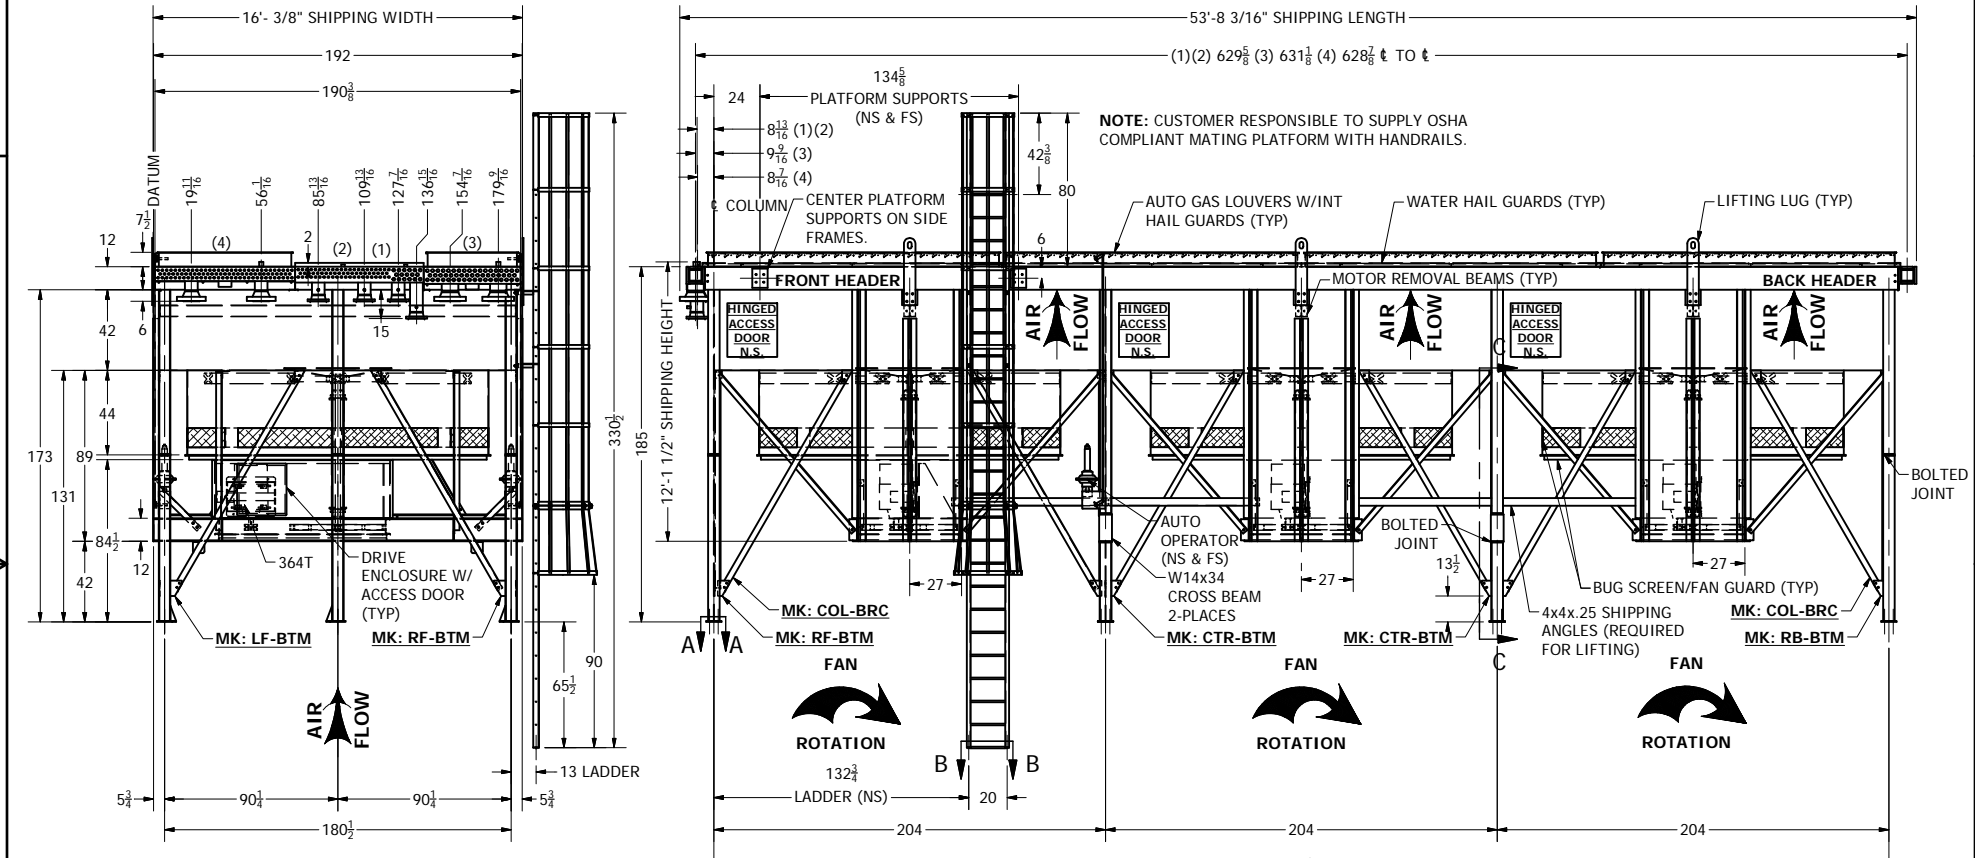 16'- 3/8" SHIPPING WIDTH
192
190 3/8
DATUM
19 11/16
56 1/16
85 13/16
109 13/16
127 7/16
136 15/16
154 7/16
179 9/16
7 1/2
12
(4)
2
(2)
(1)
(3)
42
6
15
44
173
89
131
84 1/2
42
12
364T
DRIVE
ENCLOSURE W/
ACCESS DOOR
(TYP)
MK: LF-BTM
MK: RF-BTM
330 1/2
90
65 1/2
AIR
FLOW
13 LADDER
5 3/4
90 1/4
90 1/4
5 3/4
180 1/2
53'-8 3/16" SHIPPING LENGTH
(1)(2) 629 5/8 (3) 631 1/8 (4) 628 7/8 ℄ TO ℄
134 5/8
24
PLATFORM SUPPORTS
(NS & FS)
8 13/16 (1)(2)
9 9/16 (3)
8 7/16 (4)
℄ COLUMN
CENTER PLATFORM
SUPPORTS ON SIDE
FRAMES.
42 3/8
80
NOTE: CUSTOMER RESPONSIBLE TO SUPPLY OSHA
COMPLIANT MATING PLATFORM WITH HANDRAILS.
AUTO GAS LOUVERS W/INT
HAIL GUARDS (TYP)
WATER HAIL GUARDS (TYP)
LIFTING LUG (TYP)
6
FRONT HEADER
MOTOR REMOVAL BEAMS (TYP)
BACK HEADER
HINGED
ACCESS
DOOR
N.S.
AIR
FLOW
HINGED
ACCESS
DOOR
N.S.
AIR
FLOW
C
HINGED
ACCESS
DOOR
N.S.
AIR
FLOW
185
12'-1 1/2" SHIPPING HEIGHT
BOLTED
JOINT
AUTO
OPERATOR
(NS & FS)
W14x34
CROSS BEAM
2-PLACES
BOLTED
JOINT
13 1/2
27
27
27
BUG SCREEN/FAN GUARD (TYP)
4x4x.25 SHIPPING
ANGLES (REQUIRED
FOR LIFTING)
MK: COL-BRC
MK: RF-BTM
MK: CTR-BTM
MK: CTR-BTM
MK: COL-BRC
MK: RB-BTM
A A
C
FAN
ROTATION
FAN
ROTATION
FAN
ROTATION
B B
132 3/4
LADDER (NS)
20
204
204
204